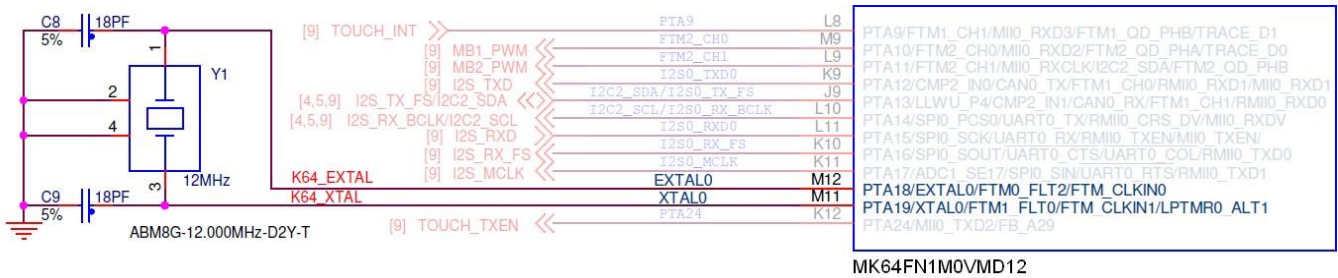 C8
18PF
5%
1
Y1
2
4
3
12MHz
C9
18PF
5%
ABM8G-12.000MHz-D2Y-T
K64_EXTAL
K64_XTAL
[9] TOUCH_INT
[9] MB1_PWM
[9] MB2_PWM
[9] I2S_TXD
[4,5,9] I2S_TX_FS/I2C2_SDA
[4,5,9] I2S_RX_BCLK/I2C2_SCL
[9] I2S_RXD
[9] I2S_RX_FS
[9] I2S_MCLK
[9] TOUCH_TXEN
PTA9 L8 PTA9/FTM1_CH1/MII0_RXD3/FTM1_QD_PHB/TRACE_D1
FTM2_CH0 M9 PTA10/FTM2_CH0/MII0_RXD2/FTM2_QD_PHA/TRACE_D0
FTM2_CH1 L9 PTA11/FTM2_CH1/MII0_RXCLK/I2C2_SDA/FTM2_QD_PHB
I2S0_TXD0 K9 PTA12/CMP2_IN0/CAN0_TX/FTM1_CH0/RMII0_RXD1/MII0_RXD1
I2C2_SDA/I2S0_TX_FS J9 PTA13/LLWU_P4/CMP2_IN1/CAN0_RX/FTM1_CH1/RMII0_RXD0
I2C2_SCL/I2S0_RX_BCLK L10 PTA14/SPI0_PCS0/UART0_TX/RMII0_CRS_DV/MII0_RXDV
I2S0_RXD0 L11 PTA15/SPI0_SCK/UART0_RX/RMII0_TXEN/MII0_TXEN/
I2S0_RX_FS K10 PTA16/SPI0_SOUT/UART0_CTS/UART0_COL/RMII0_TXD0
I2S0_MCLK K11 PTA17/ADC1_SE17/SPI0_SIN/UART0_RTS/RMII0_TXD1
EXTAL0 M12 PTA18/EXTAL0/FTM0_FLT2/FTM_CLKIN0
XTAL0 M11 PTA19/XTAL0/FTM1_FLT0/FTM_CLKIN1/LPTMR0_ALT1
PTA24 K12 PTA24/MII0_TXD2/FB_A29
MK64FN1M0VMD12